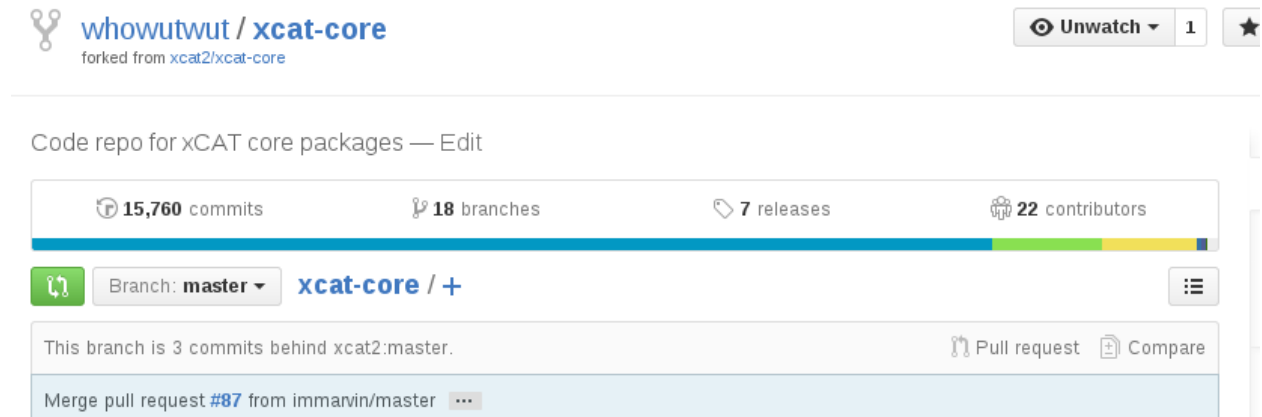 whowutwut / xcat-core
Unwatch 1
forked from xcat2/xcat-core
Code repo for xCAT core packages — Edit
15,760 commits 18 branches 7 releases 22 contributors
Branch: master xcat-core / +
This branch is 3 commits behind xcat2:master. Pull request Compare
Merge pull request #87 from immarvin/master ...